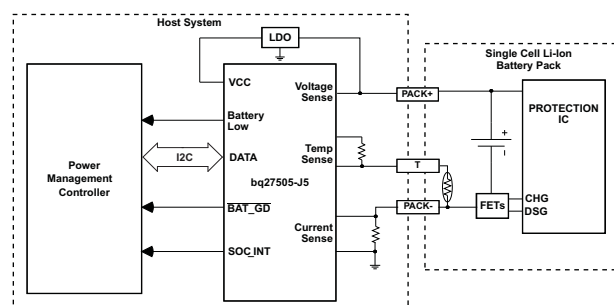 Host System
LDO
Single Cell Li-Ion
Battery Pack
VCC
Voltage
Sense
PACK+
PROTECTION
IC
Battery
Low
Temp
Sense
I2C
DATA
T
Power
Management
Controller
bq27505-J5
BAT_GD
PACK-
FETs
CHG
DSG
Current
Sense
SOC_INT
+
–